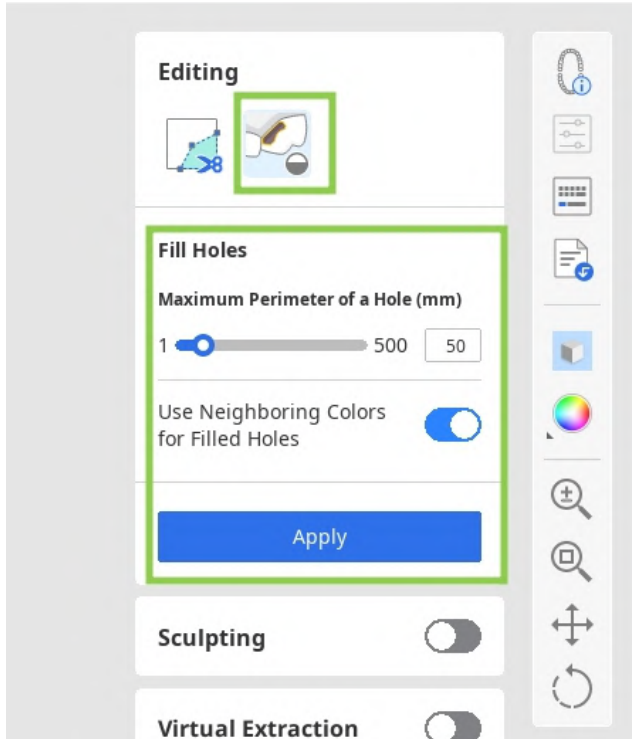 Editing
Fill Holes
Maximum Perimeter of a Hole (mm)
1 500 50
Use Neighboring Colors
for Filled Holes
Apply
Sculpting
Virtual Extraction